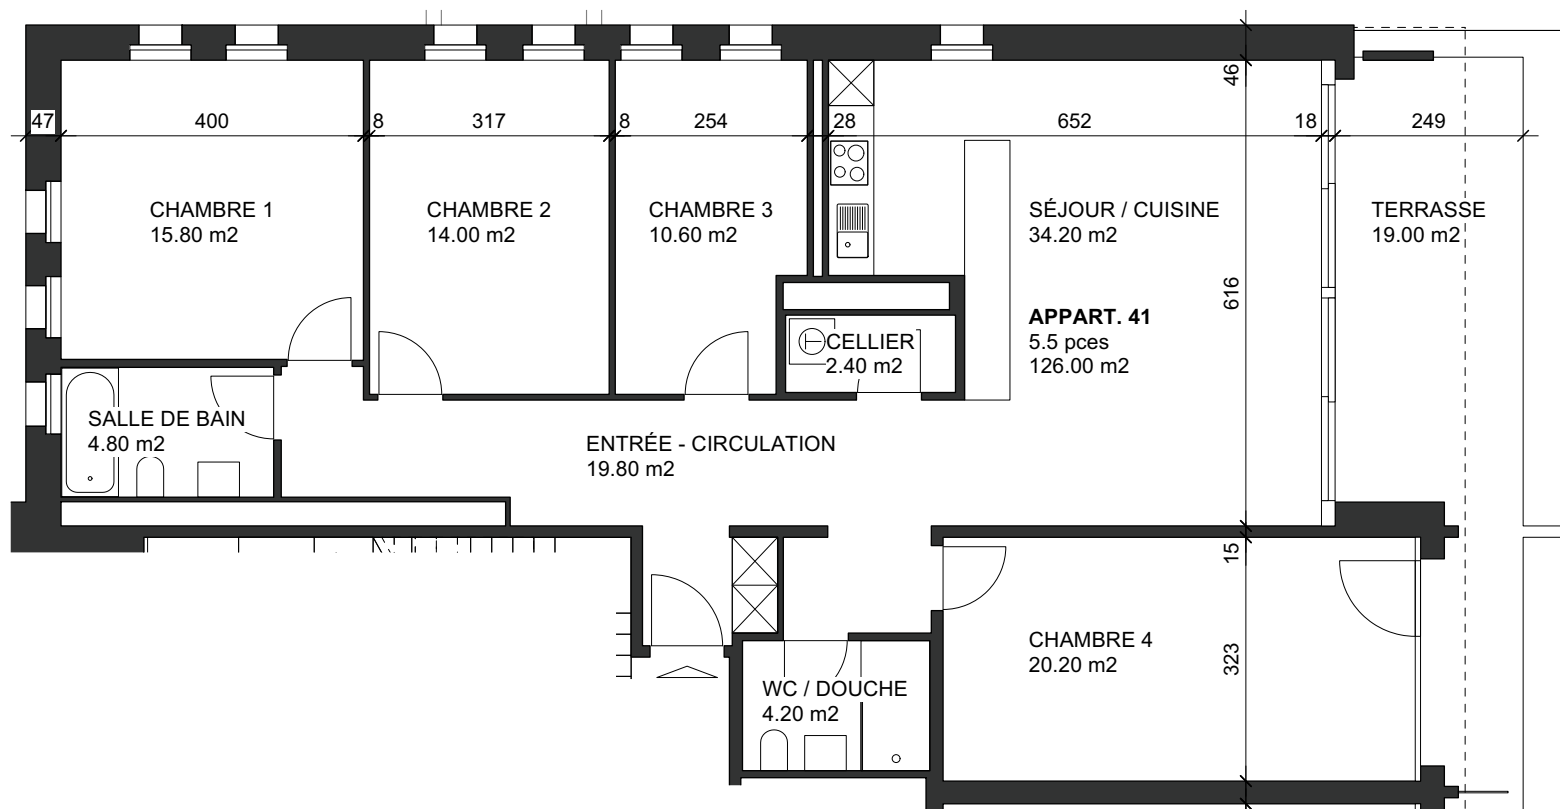 46
47
400
8
317
8
254
28
652
18
249
CHAMBRE 1
15.80 m2
CHAMBRE 2
14.00 m2
CHAMBRE 3
10.60 m2
SÉJOUR / CUISINE
34.20 m2
TERRASSE
19.00 m2
616
APPART. 41
5.5 pces
126.00 m2
CELLIER
2.40 m2
SALLE DE BAIN
4.80 m2
ENTRÉE - CIRCULATION
19.80 m2
15
CHAMBRE 4
20.20 m2
323
WC / DOUCHE
4.20 m2